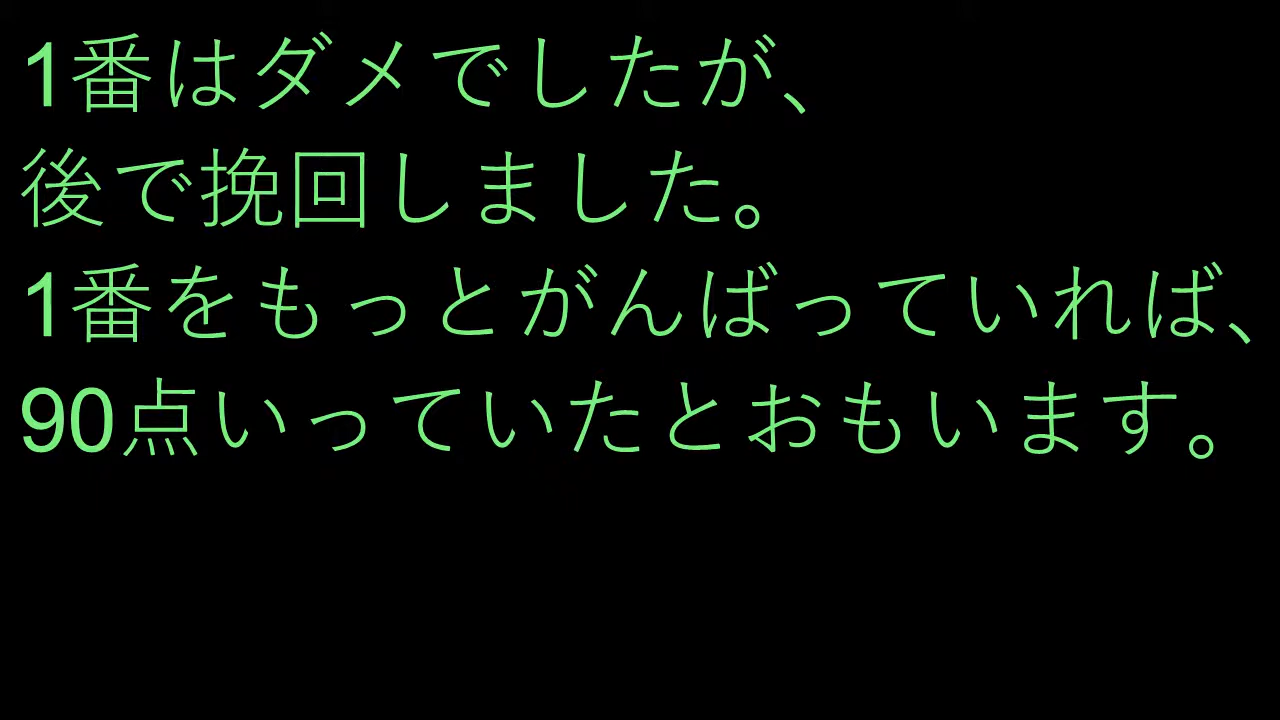 1番はダメでしたが、
後で挽回しました。
1番をもっとがんばっていれば、
90点いっていたとおもいます。